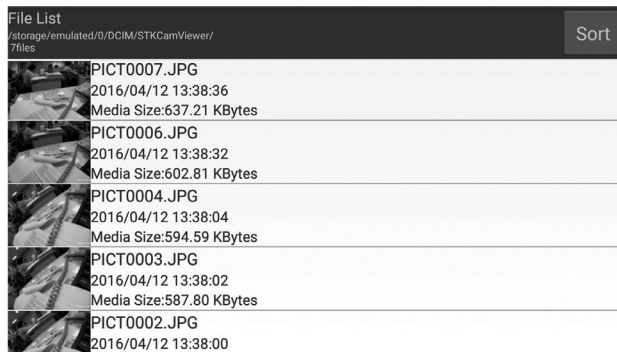 File List
/storage/emulated/0/DCIM/STKCamViewer/
7files
Sort
PICT0007.JPG
2016/04/12 13:38:36
Media Size:637.21 KBytes
PICT0006.JPG
2016/04/12 13:38:32
Media Size:602.81 KBytes
PICT0004.JPG
2016/04/12 13:38:04
Media Size:594.59 KBytes
PICT0003.JPG
2016/04/12 13:38:02
Media Size:587.80 KBytes
PICT0002.JPG
2016/04/12 13:38:00